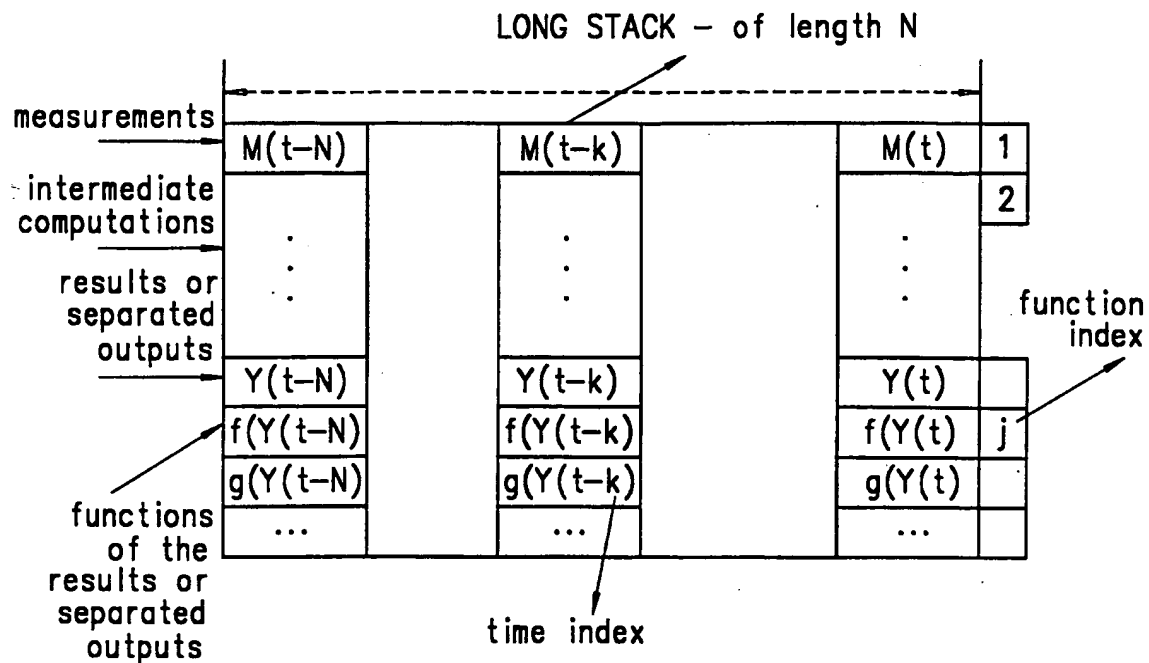 LONG STACK – of length N
measurements
M(t–N) M(t–k) M(t) 1
intermediate
computations
2
results or
separated
outputs
function
index
Y(t–N) Y(t–k) Y(t)
f(Y(t–N) f(Y(t–k) f(Y(t) j
g(Y(t–N) g(Y(t–k) g(Y(t)
... ... ...
functions
of the
results or
separated
outputs
time index